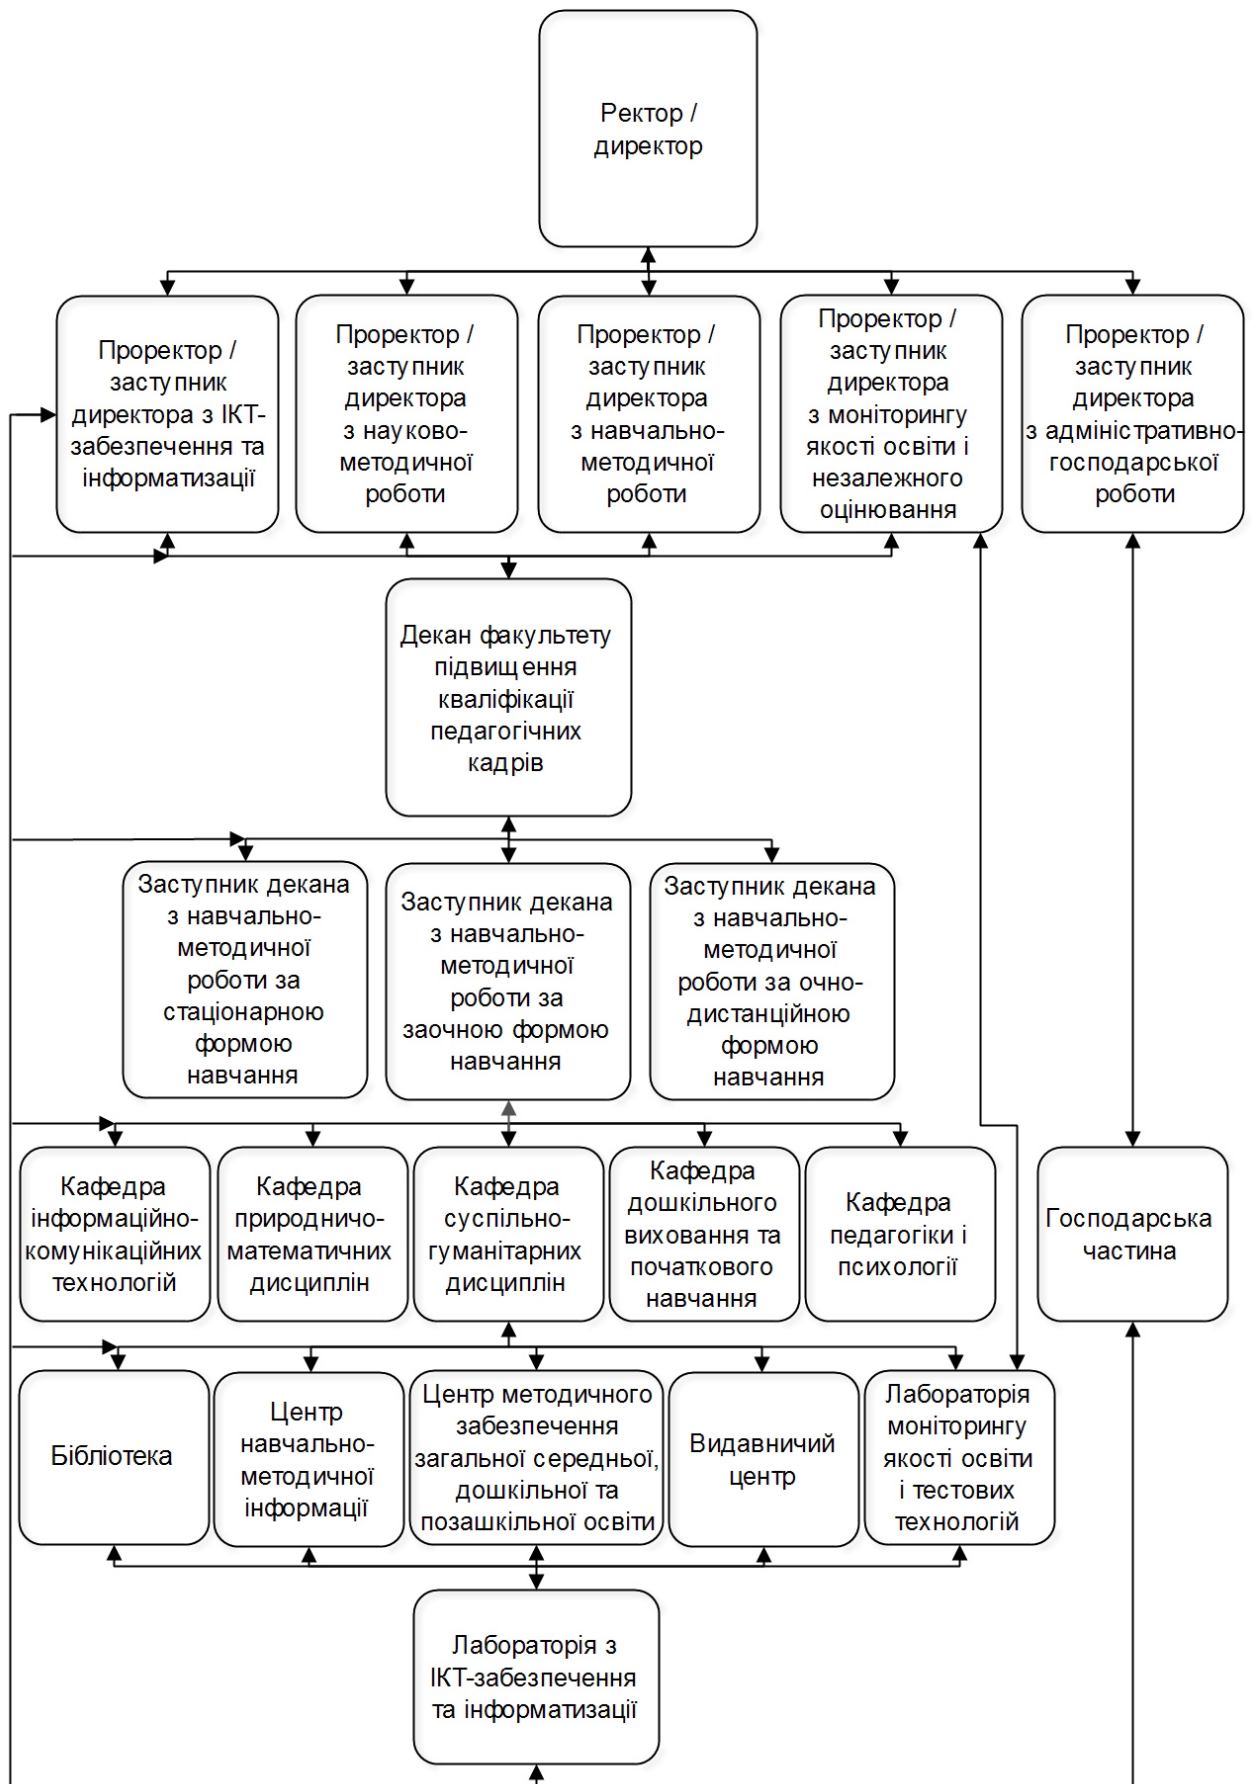 Ректор /
директор
Проректор /
заступник
директора з ІКТ-
забезпечення та
інформатизації
Проректор /
заступник
директора
з науково-
методичної
роботи
Проректор /
заступник
директора
з навчально-
методичної
роботи
Проректор /
заступник
директора
з моніторингу
якості освіти і
незалежного
оцінювання
Проректор /
заступник
директора
з адміністративно-
господарської
роботи
Декан факультету
підвищення
кваліфікації
педагогічних
кадрів
Заступник декана
з навчально-
методичної
роботи за
стаціонарною
формою
навчання
Заступник декана
з навчально-
методичної
роботи за
заочною формою
навчання
Заступник декана
з навчально-
методичної
роботи за очно-
дистанційною
формою
навчання
Кафедра
інформаційно-
комунікаційних
технологій
Кафедра
природничо-
математичних
дисциплін
Кафедра
суспільно-
гуманітарних
дисциплін
Кафедра
дошкільного
виховання та
початкового
навчання
Кафедра
педагогіки і
психології
Господарська
частина
Бібліотека
Центр
навчально-
методичної
інформації
Центр методичного
забезпечення
загальної середньої,
дошкільної та
позашкільної освіти
Видавничий
центр
Лабораторія
моніторингу
якості освіти
і тестових
технологій
Лабораторія з
ІКТ-забезпечення
та інформатизації